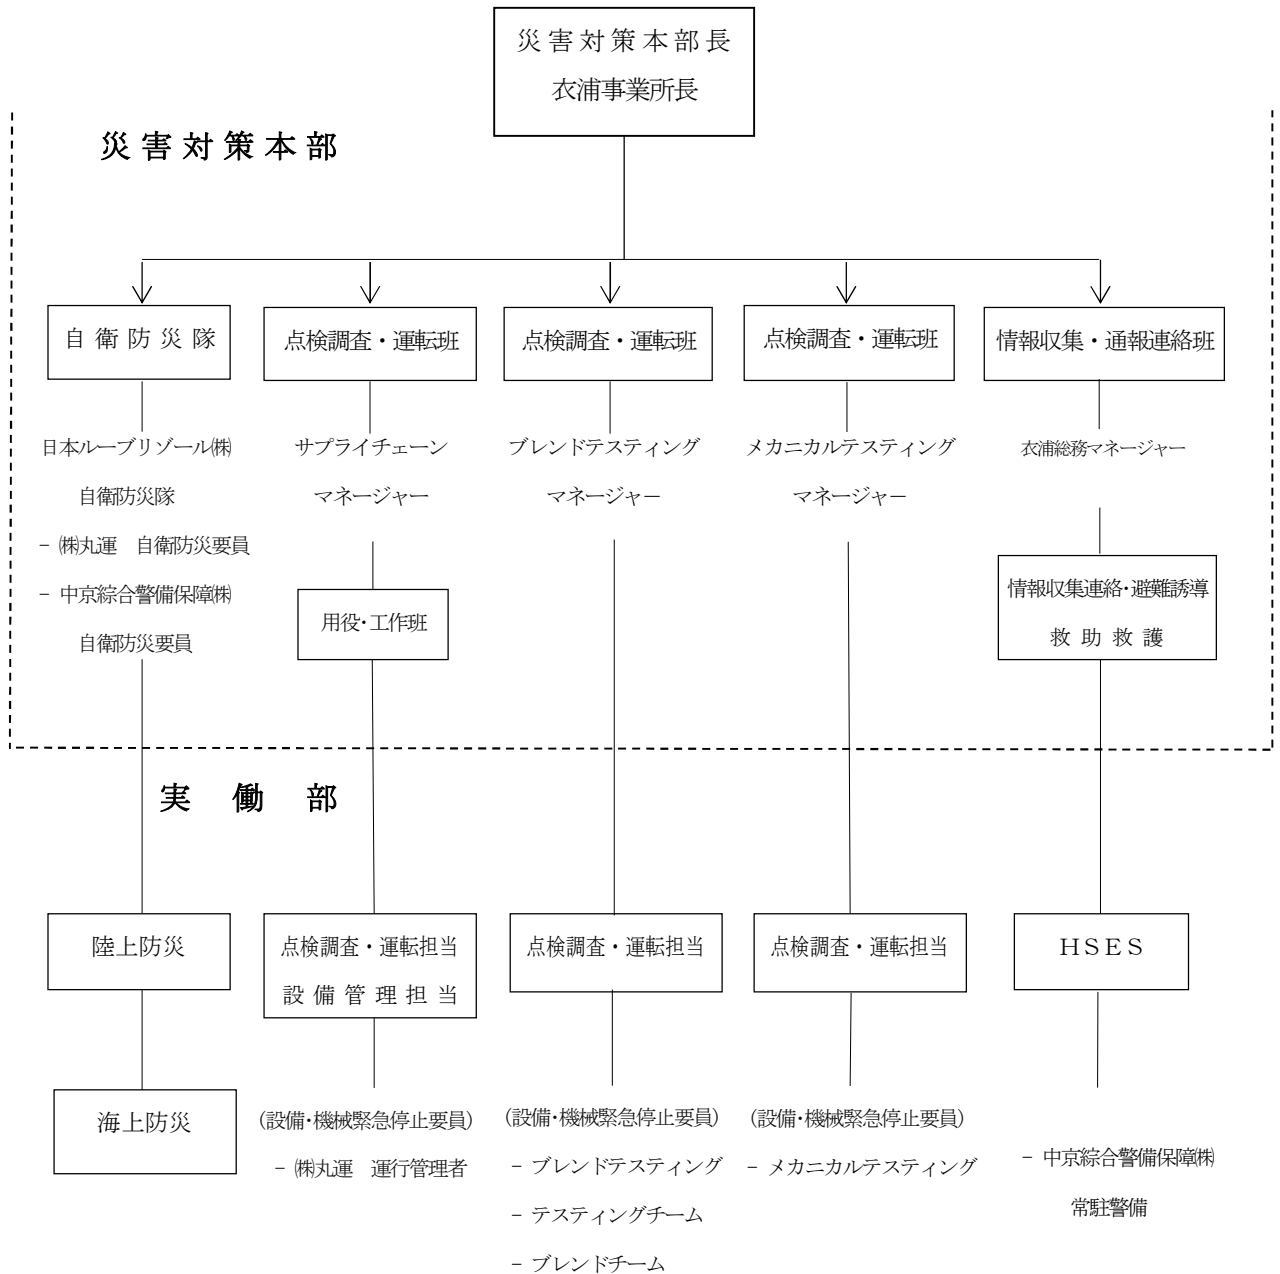 災害対策本部長
衣浦事業所長
災害対策本部
自衛防災隊
点検調査・運転班
点検調査・運転班
点検調査・運転班
情報収集・通報連絡班
日本ルーブリゾール㈱
自衛防災隊
− ㈱丸運　自衛防災要員
− 中京綜合警備保障㈱
自衛防災要員
サプライチェーン
マネージャー
用役・工作班
ブレンドテスティング
マネージャ−
メカニカルテスティング
マネージャ−
衣浦総務マネージャー
情報収集連絡・避難誘導
救助救護
実働部
陸上防災
海上防災
点検調査・運転担当
設備管理担当
(設備・機械緊急停止要員)
− ㈱丸運　運行管理者
点検調査・運転担当
(設備・機械緊急停止要員)
− ブレンドテスティング
− テスティングチーム
− ブレンドチーム
点検調査・運転担当
(設備・機械緊急停止要員)
− メカニカルテスティング
ＨＳＥＳ
− 中京綜合警備保障㈱
常駐警備